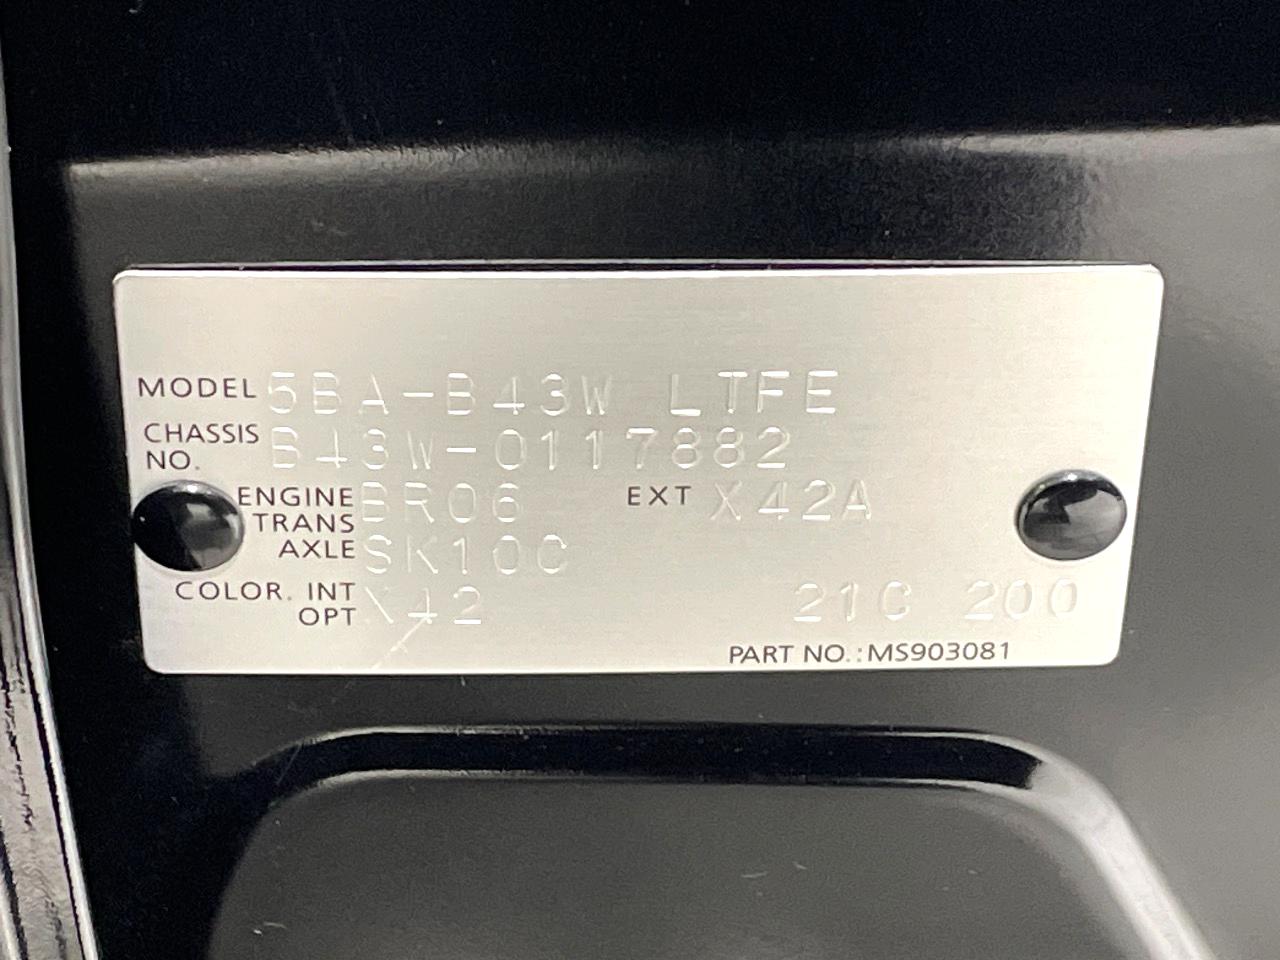 MODEL 5BA-B43W LTFE
CHASSIS NO. B43W-0117882
ENGINE BR06 EXT X42A
TRANS AXLE SK10C
COLOR. INT OPT X42 21C 200
PART NO.:MS903081